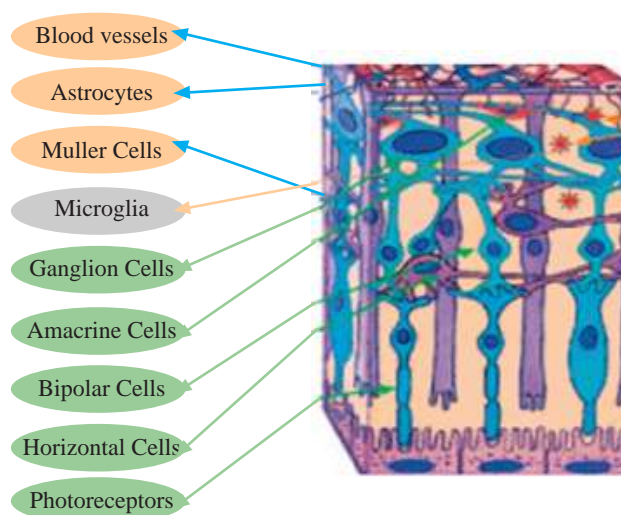 Blood vessels
Astrocytes
Muller Cells
Microglia
Ganglion Cells
Amacrine Cells
Bipolar Cells
Horizontal Cells
Photoreceptors